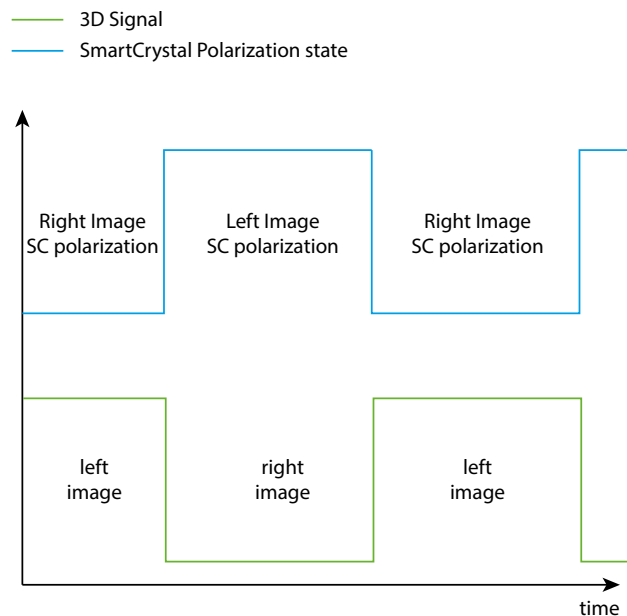 3D Signal
SmartCrystal Polarization state
Right Image
SC polarization
Left Image
SC polarization
Right Image
SC polarization
left
image
right
image
left
image
time